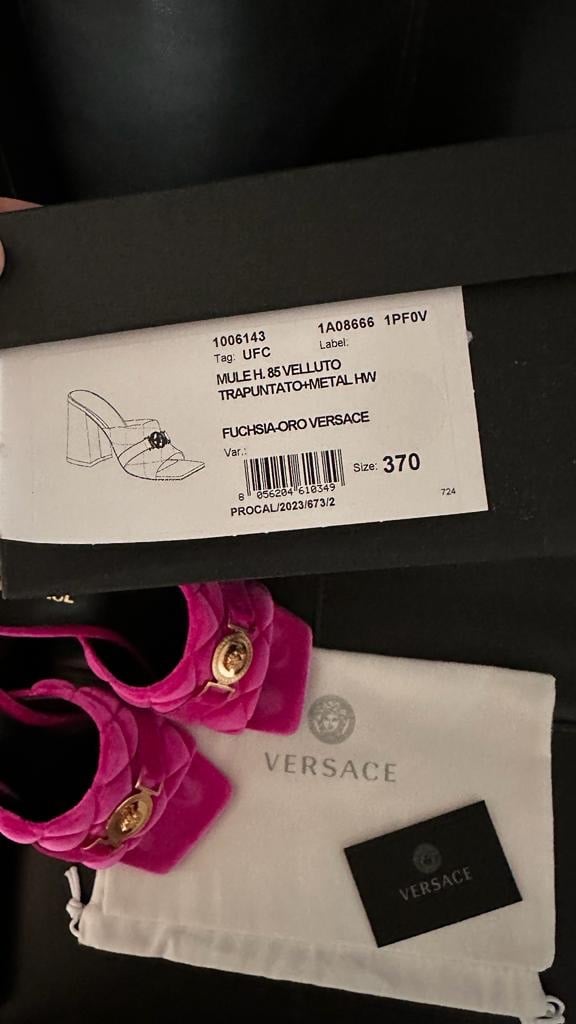 1006143 1A08666 1PF0V
Tag: UFC Label:
MULE H. 85 VELLUTO
TRAPUNTATO+METAL HW
FUCHSIA-ORO VERSACE
Var.:
Size: 370
8 056204 610349
PROCAL/2023/673/2
724
VERSACE
VERSACE